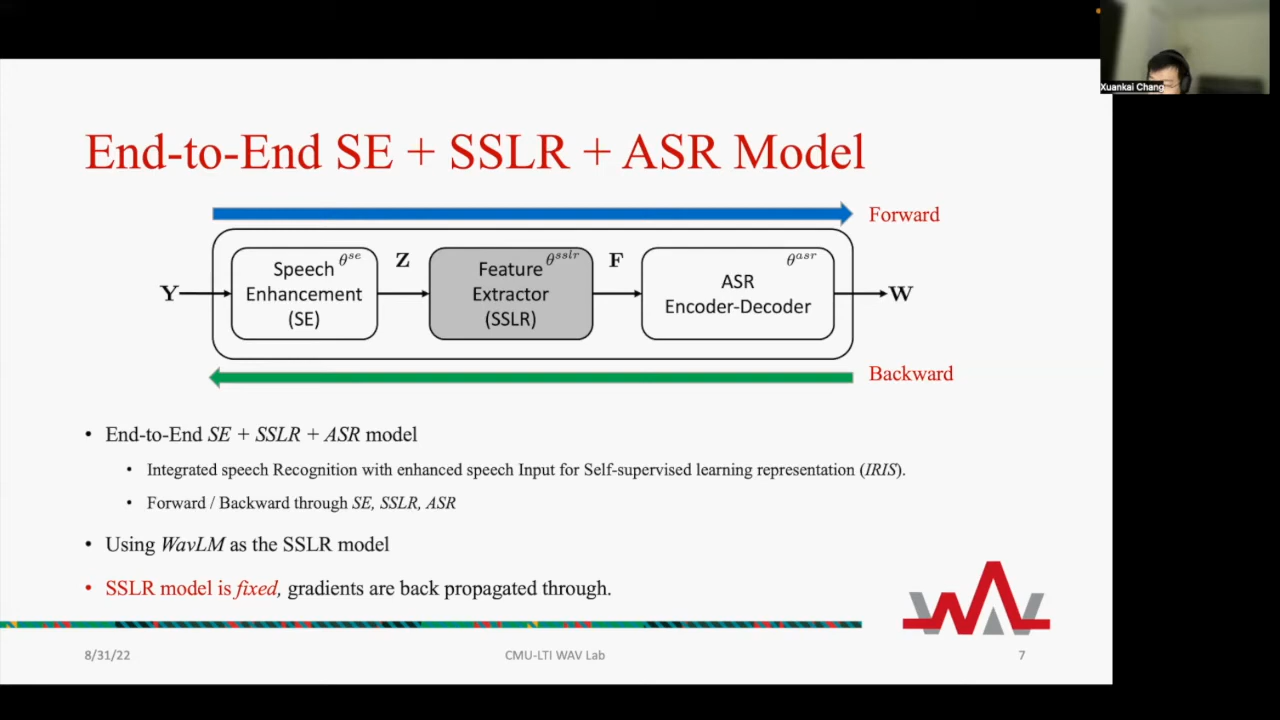 Xuankai Chang
End-to-End SE + SSLR + ASR Model
Forward
Y
Speech θ^se
Enhancement
(SE)
Z
Feature θ^sslr
Extractor
(SSLR)
F
θ^asr
ASR
Encoder-Decoder
W
Backward
• End-to-End SE + SSLR + ASR model
• Integrated speech Recognition with enhanced speech Input for Self-supervised learning representation (IRIS).
• Forward / Backward through SE, SSLR, ASR
• Using WavLM as the SSLR model
• SSLR model is fixed, gradients are back propagated through.
WAV
8/31/22
CMU-LTI WAV Lab
7